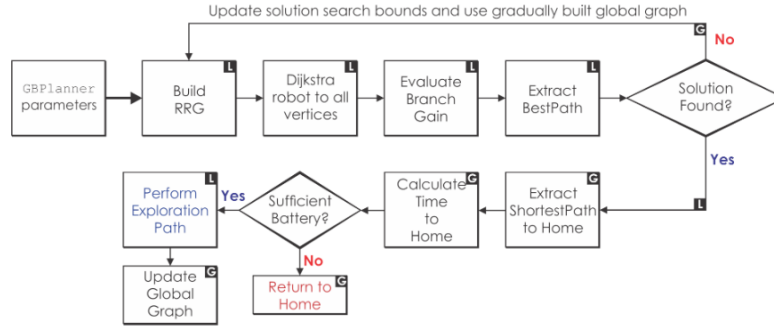 Update solution search bounds and use gradually built global graph
G
No
L
L
L
L
GBPlanner
parameters
Build
RRG
Dijkstra
robot to all
vertices
Evaluate
Branch
Gain
Extract
BestPath
Solution
Found?
Yes
L
G
G
L
Perform
Exploration
Path
Yes
Sufficient
Battery?
Calculate
Time
to
Home
Extract
ShortestPath
to Home
No
G
Update
Global
Graph
G
Return to
Home